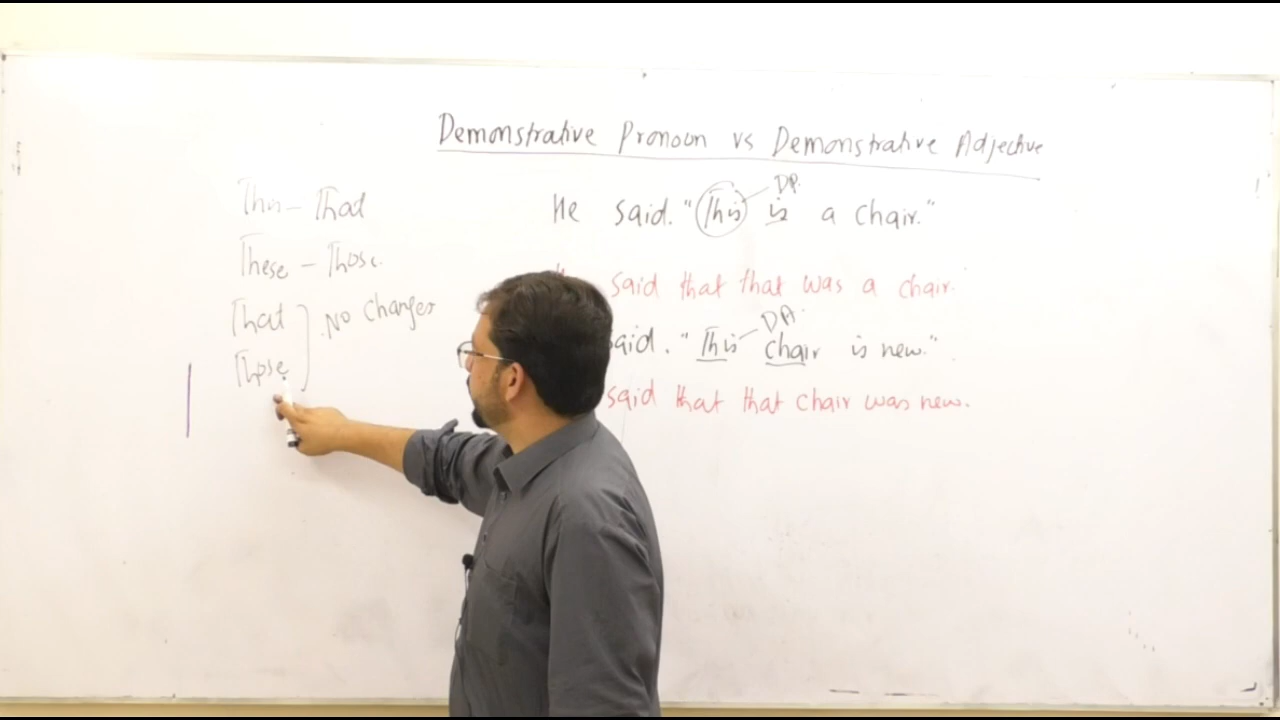 Demonstrative Pronoun vs Demonstrative Adjective
This – That
These – Those
That
Those
No Changes
DP.
He said. "This is a chair."
said that that was a chair.
DA.
said. "This chair is new."
said that that chair was new.